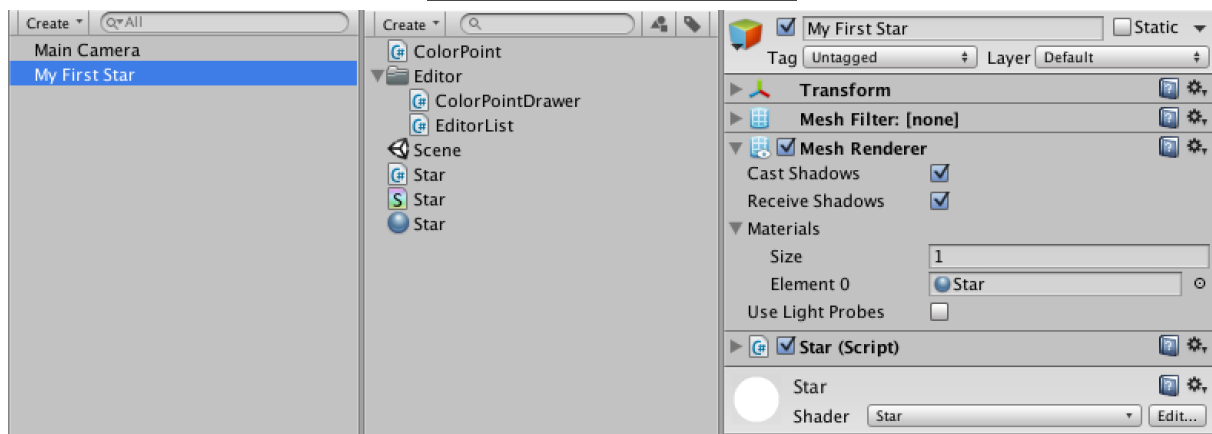 Create
All
Main Camera
My First Star
Create
ColorPoint
Editor
ColorPointDrawer
EditorList
Scene
Star
Star
Star
My First Star
Static
Tag Untagged Layer Default
Transform
Mesh Filter: [none]
Mesh Renderer
Cast Shadows
Receive Shadows
Materials
Size 1
Element 0 Star
Use Light Probes
Star (Script)
Star
Shader Star Edit...